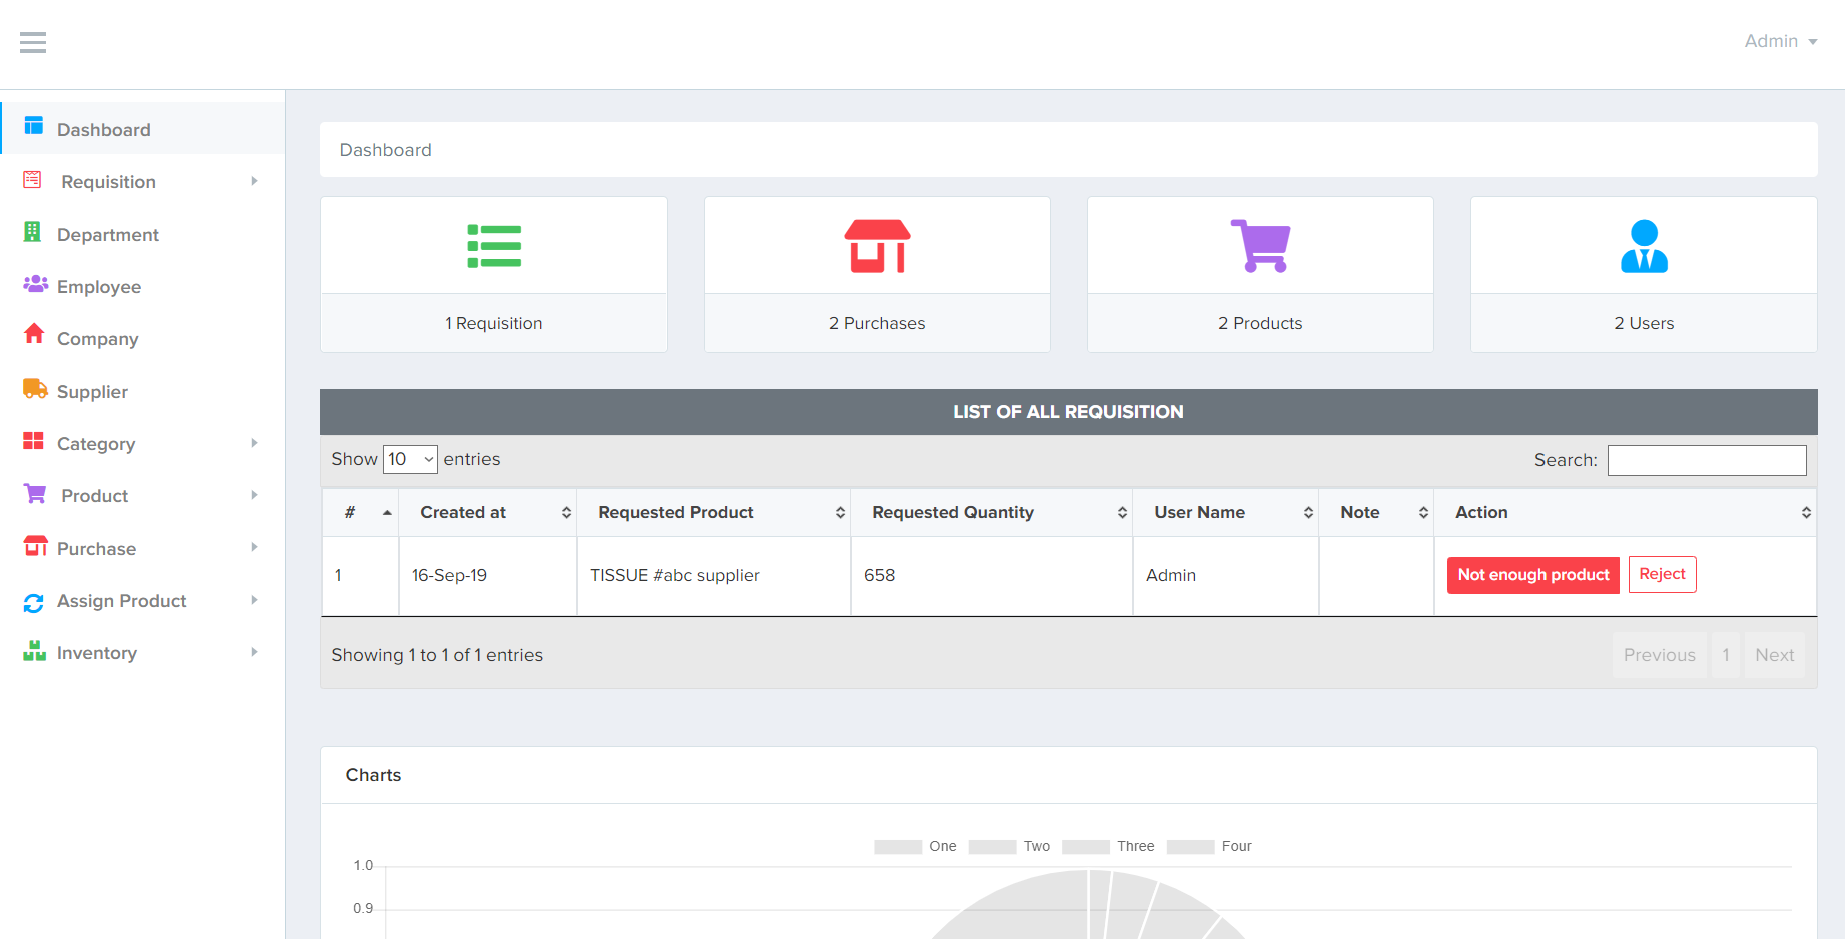 Admin
Dashboard
Requisition
Department
Employee
Company
Supplier
Category
Product
Purchase
Assign Product
Inventory
Dashboard
1 Requisition
2 Purchases
2 Products
2 Users
LIST OF ALL REQUISITION
Show 10 entries
Search:
# Created at Requested Product Requested Quantity User Name Note Action
1 16-Sep-19 TISSUE #abc supplier 658 Admin Not enough product Reject
Showing 1 to 1 of 1 entries
Previous 1 Next
Charts
One Two Three Four
1.0
0.9